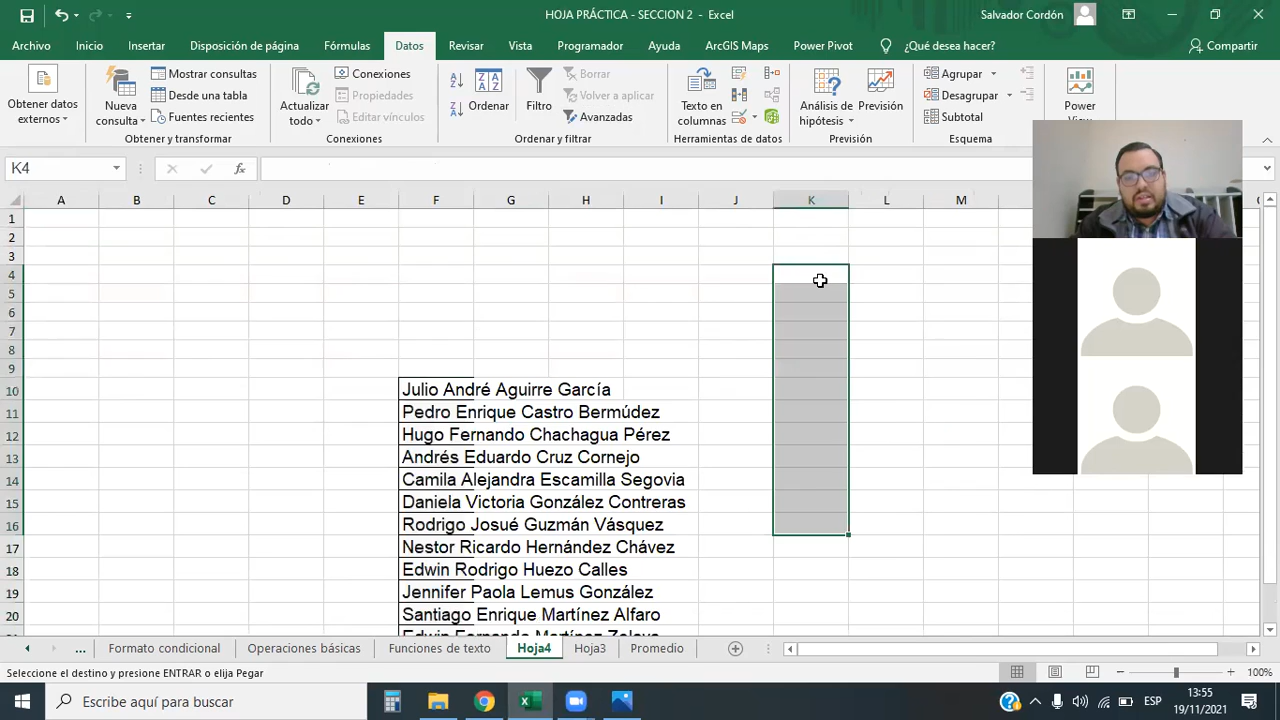 HOJA PRÁCTICA - SECCION 2 - Excel
Salvador Cordón
Archivo Inicio Insertar Disposición de página Fórmulas Datos Revisar Vista Programador Ayuda ArcGIS Maps Power Pivot ¿Qué desea hacer? Compartir
Obtener datos externos
Nueva consulta
Mostrar consultas
Desde una tabla
Fuentes recientes
Obtener y transformar
Actualizar todo
Conexiones
Propiedades
Editar vínculos
Conexiones
Ordenar
Filtro
Borrar
Volver a aplicar
Avanzadas
Ordenar y filtrar
Texto en columnas
Herramientas de datos
Análisis de hipótesis
Previsión
Previsión
Agrupar
Desagrupar
Subtotal
Esquema
Power
K4
fx
A B C D E F G H I J K L M
1
2
3
4
5
6
7
8
9
10 Julio André Aguirre García
11 Pedro Enrique Castro Bermúdez
12 Hugo Fernando Chachagua Pérez
13 Andrés Eduardo Cruz Cornejo
14 Camila Alejandra Escamilla Segovia
15 Daniela Victoria González Contreras
16 Rodrigo Josué Guzmán Vásquez
17 Nestor Ricardo Hernández Chávez
18 Edwin Rodrigo Huezo Calles
19 Jennifer Paola Lemus González
20 Santiago Enrique Martínez Alfaro
... Formato condicional Operaciones básicas Funciones de texto Hoja4 Hoja3 Promedio
Seleccione el destino y presione ENTRAR o elija Pegar
100%
Escribe aquí para buscar
ESP
13:55
19/11/2021